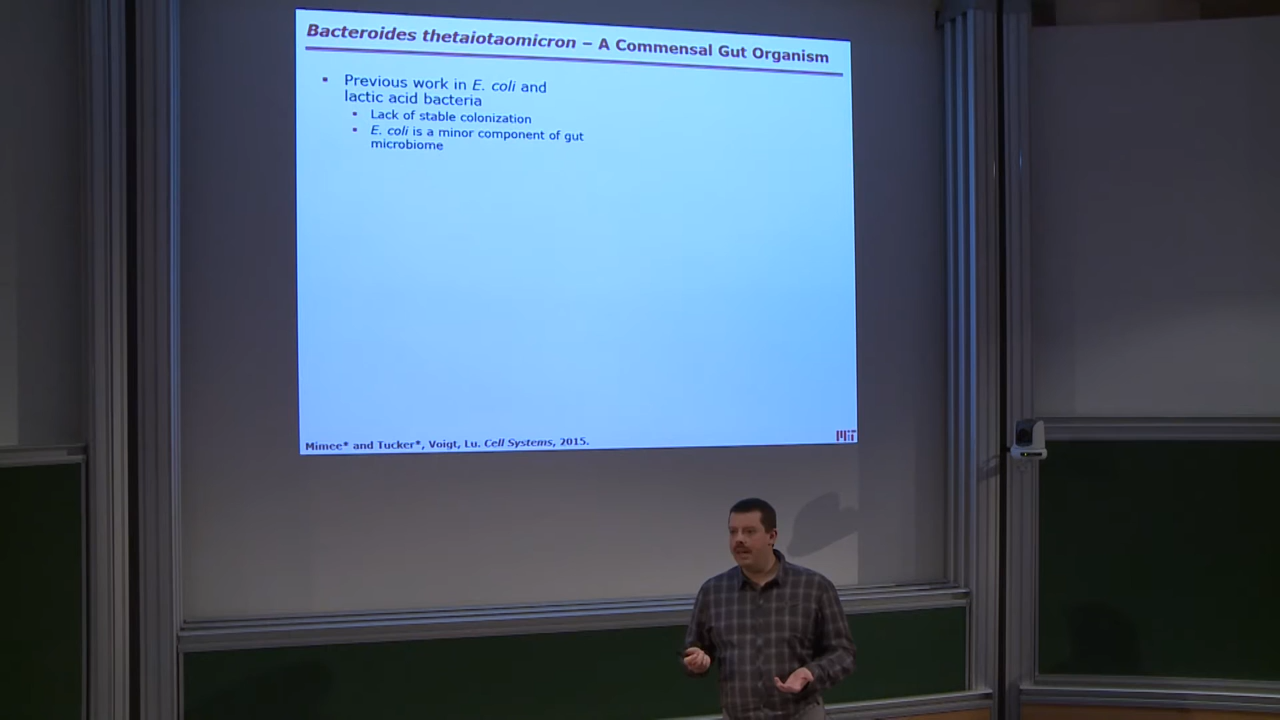 Bacteroides thetaiotaomicron – A Commensal Gut Organism
▪ Previous work in E. coli and
lactic acid bacteria
▪ Lack of stable colonization
▪ E. coli is a minor component of gut
microbiome
Mimee* and Tucker*, Voigt, Lu. Cell Systems, 2015.
MIT